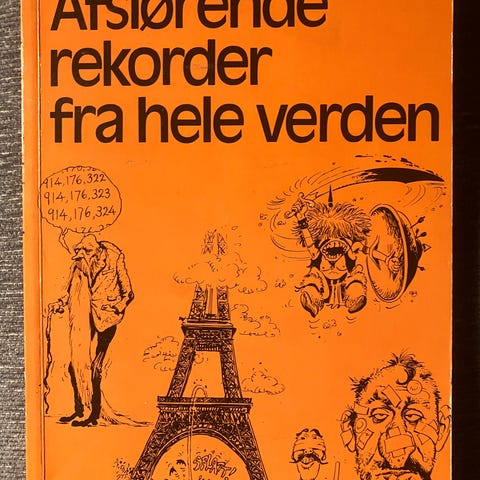 Afslørende
rekorder
fra hele verden
914,176,322
914,176,323
914,176,324